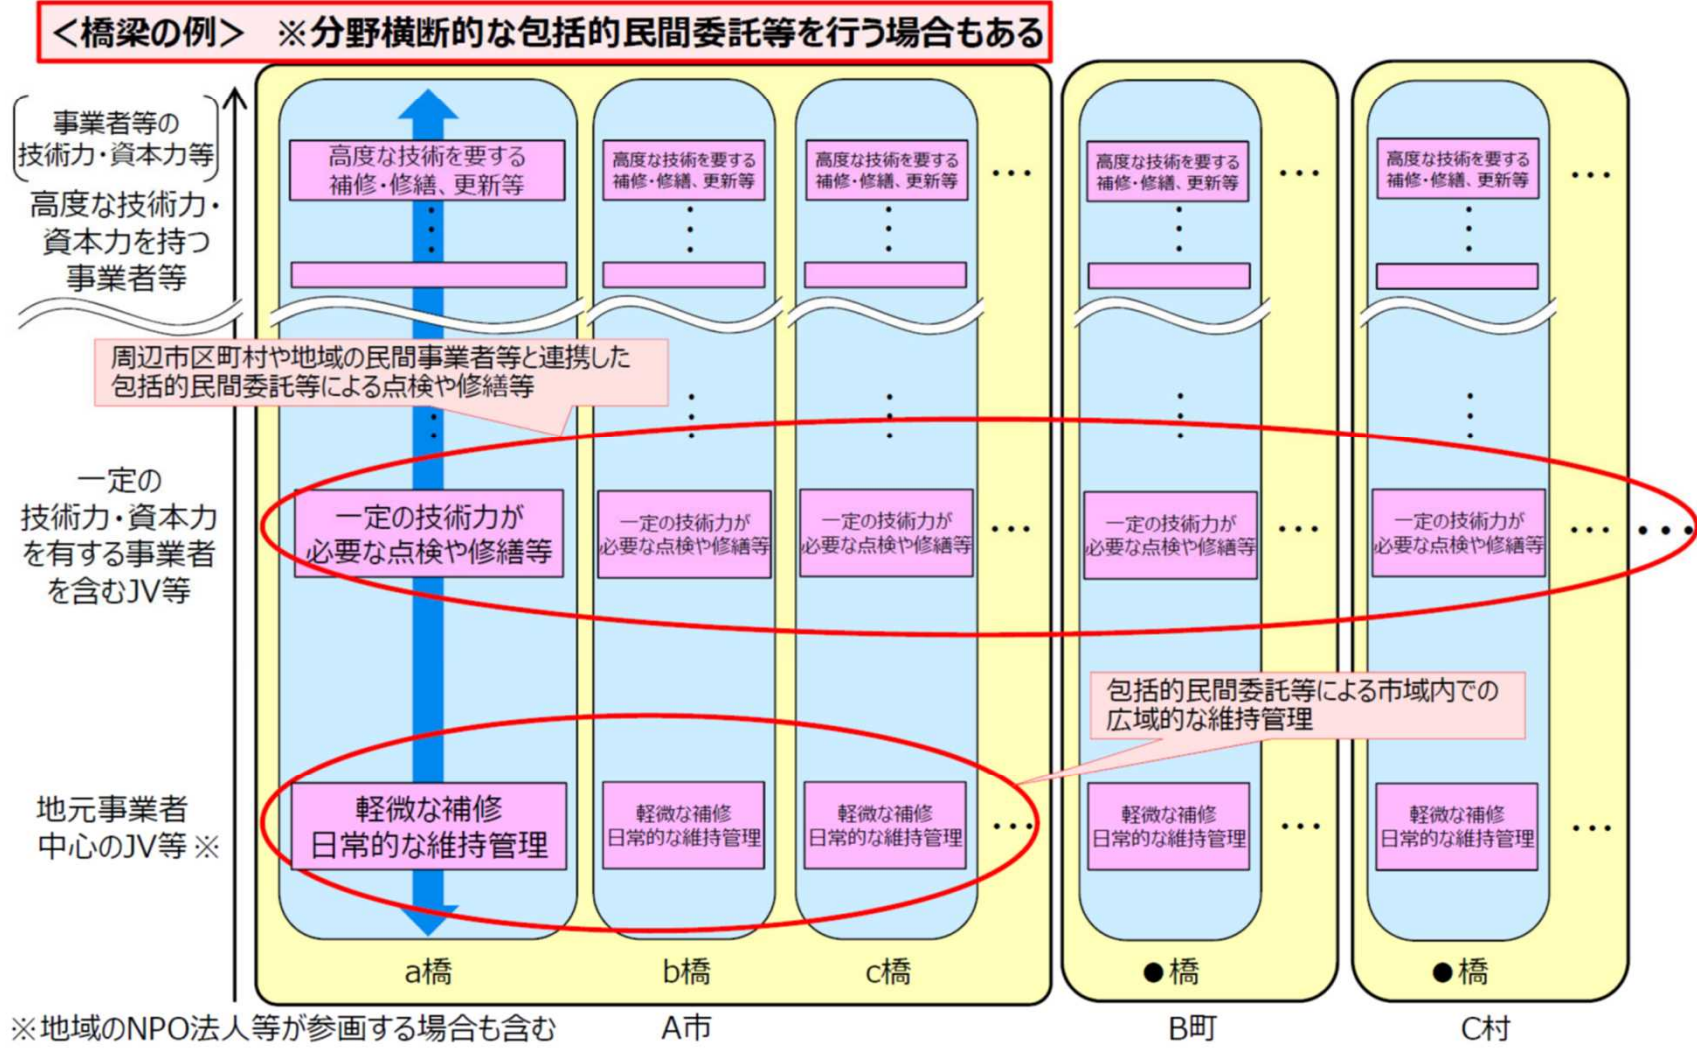 ＜橋梁の例＞　※分野横断的な包括的民間委託等を行う場合もある
事業者等の
技術力・資本力等
高度な技術力・
資本力を持つ
事業者等
高度な技術を要する
補修・修繕、更新等
高度な技術を要する
補修・修繕、更新等
高度な技術を要する
補修・修繕、更新等
…
高度な技術を要する
補修・修繕、更新等
…
高度な技術を要する
補修・修繕、更新等
…
周辺市区町村や地域の民間事業者等と連携した
包括的民間委託等による点検や修繕等
一定の
技術力・資本力
を有する事業者
を含むJV等
一定の技術力が
必要な点検や修繕等
一定の技術力が
必要な点検や修繕等
一定の技術力が
必要な点検や修繕等
…
一定の技術力が
必要な点検や修繕等
…
一定の技術力が
必要な点検や修繕等
… …
包括的民間委託等による市域内での
広域的な維持管理
地元事業者
中心のJV等※
軽微な補修
日常的な維持管理
軽微な補修
日常的な維持管理
軽微な補修
日常的な維持管理
…
軽微な補修
日常的な維持管理
…
軽微な補修
日常的な維持管理
…
a橋
b橋
c橋
●橋
●橋
※地域のNPO法人等が参画する場合も含む
A市
B町
C村